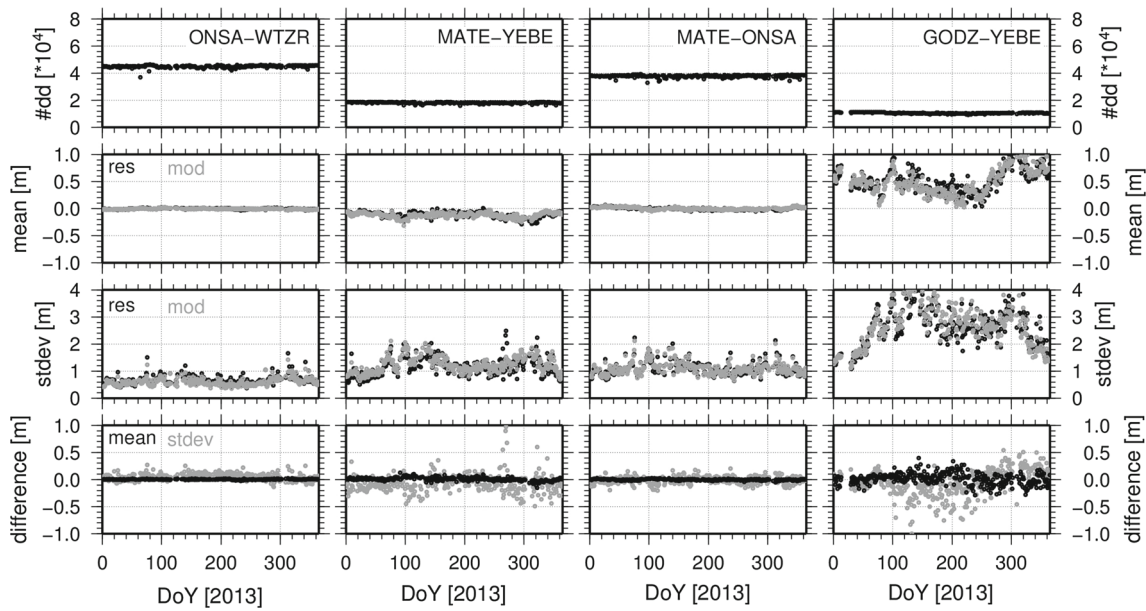 8 8
6 ONSA−WTZR MATE−YEBE MATE−ONSA GODZ−YEBE 6
4 4
2 2
0 0
#dd [*10⁴] #dd [*10⁴]
1.0 res mod 1.0
0.5 0.5
0.0 0.0
−0.5 −0.5
−1.0 −1.0
mean [m] mean [m]
4 res mod 4
3 3
2 2
1 1
0 0
stdev [m] stdev [m]
1.0 mean stdev 1.0
0.5 0.5
0.0 0.0
−0.5 −0.5
−1.0 −1.0
difference [m] difference [m]
0 100 200 300 0 100 200 300 0 100 200 300 0 100 200 300
DoY [2013] DoY [2013] DoY [2013] DoY [2013]